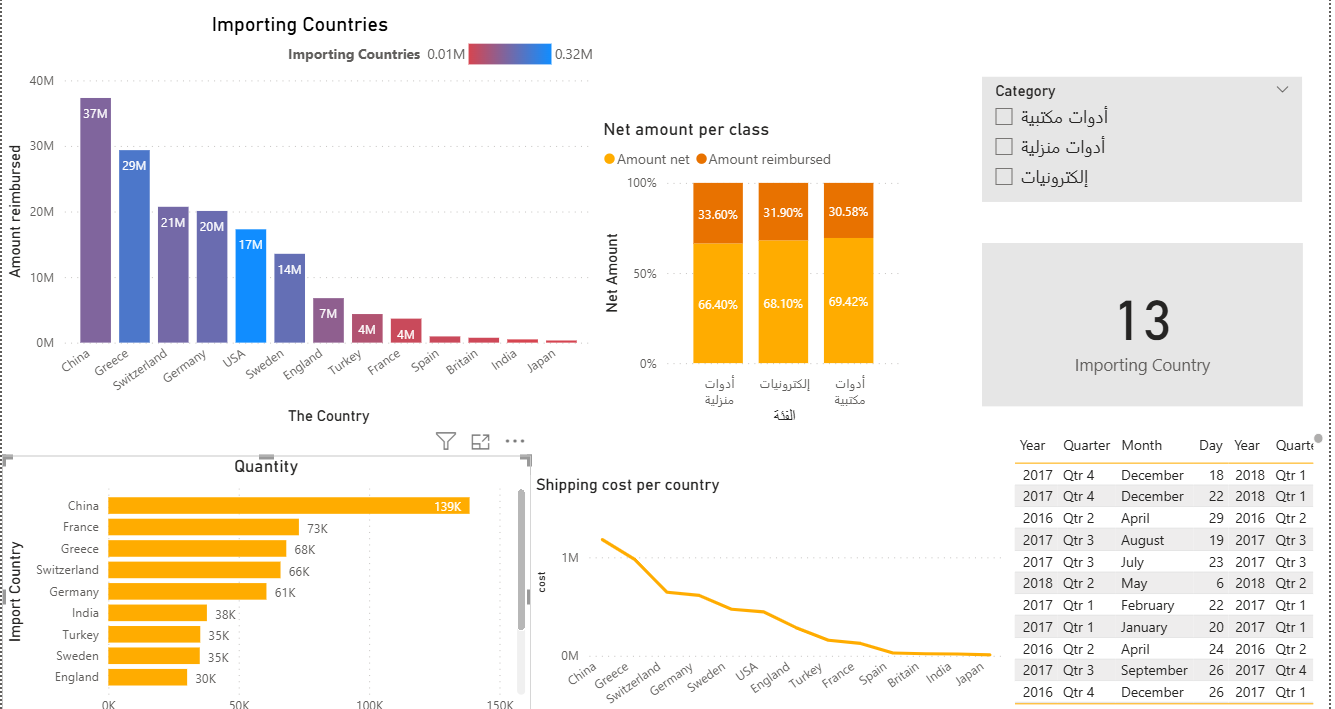 Importing Countries
Importing Countries 0.01M 0.32M
Amount reimbursed
40M
30M
20M
10M
0M
37M
29M
21M
20M
17M
14M
7M
4M
4M
China
Greece
Switzerland
Germany
USA
Sweden
England
Turkey
France
Spain
Britain
India
Japan
The Country
Net amount per class
Amount net Amount reimbursed
Net Amount
100%
50%
0%
33.60% 31.90% 30.58%
66.40% 68.10% 69.42%
أدوات منزلية
إلكترونيات
أدوات مكتبية
الفئة
Category
أدوات مكتبية
أدوات منزلية
إلكترونيات
13
Importing Country
Quantity
Import Country
China 139K
France 73K
Greece 68K
Switzerland 66K
Germany 61K
India 38K
Turkey 35K
Sweden 35K
England 30K
0K 50K 100K 150K
Shipping cost per country
cost
1M
0M
China
Greece
Switzerland
Germany
Sweden
USA
England
Turkey
France
Spain
Britain
India
Japan
Year Quarter Month Day Year Quarte
2017 Qtr 4 December 18 2018 Qtr 1
2017 Qtr 4 December 22 2018 Qtr 1
2016 Qtr 2 April 29 2016 Qtr 2
2017 Qtr 3 August 19 2017 Qtr 3
2017 Qtr 3 July 23 2017 Qtr 3
2018 Qtr 2 May 6 2018 Qtr 2
2017 Qtr 1 February 22 2017 Qtr 1
2017 Qtr 1 January 20 2017 Qtr 1
2016 Qtr 2 April 24 2016 Qtr 2
2017 Qtr 3 September 26 2017 Qtr 4
2016 Qtr 4 December 26 2017 Qtr 1